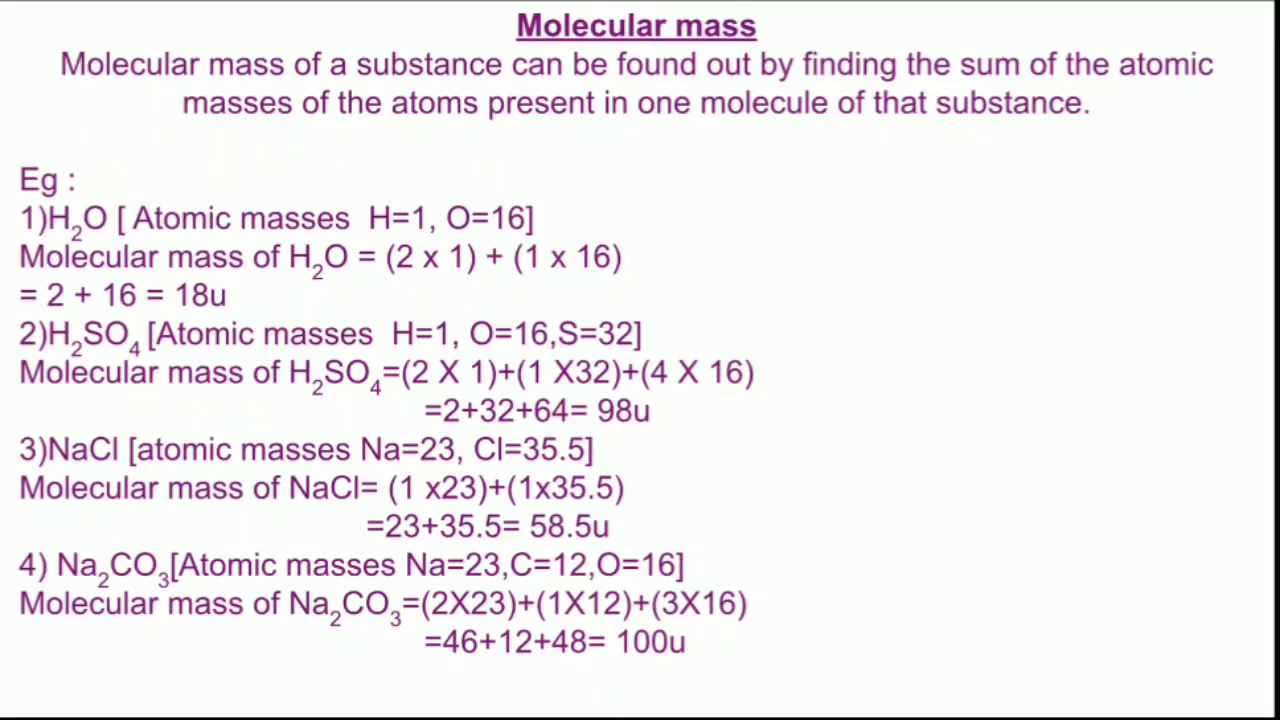 Molecular mass
Molecular mass of a substance can be found out by finding the sum of the atomic
masses of the atoms present in one molecule of that substance.
Eg :
1)H₂O [ Atomic masses  H=1, O=16]
Molecular mass of H₂O = (2 x 1) + (1 x 16)
= 2 + 16 = 18u
2)H₂SO₄ [Atomic masses  H=1, O=16,S=32]
Molecular mass of H₂SO₄=(2 X 1)+(1 X32)+(4 X 16)
=2+32+64= 98u
3)NaCl [atomic masses Na=23, Cl=35.5]
Molecular mass of NaCl= (1 x23)+(1x35.5)
=23+35.5= 58.5u
4) Na₂CO₃[Atomic masses Na=23,C=12,O=16]
Molecular mass of Na₂CO₃=(2X23)+(1X12)+(3X16)
=46+12+48= 100u